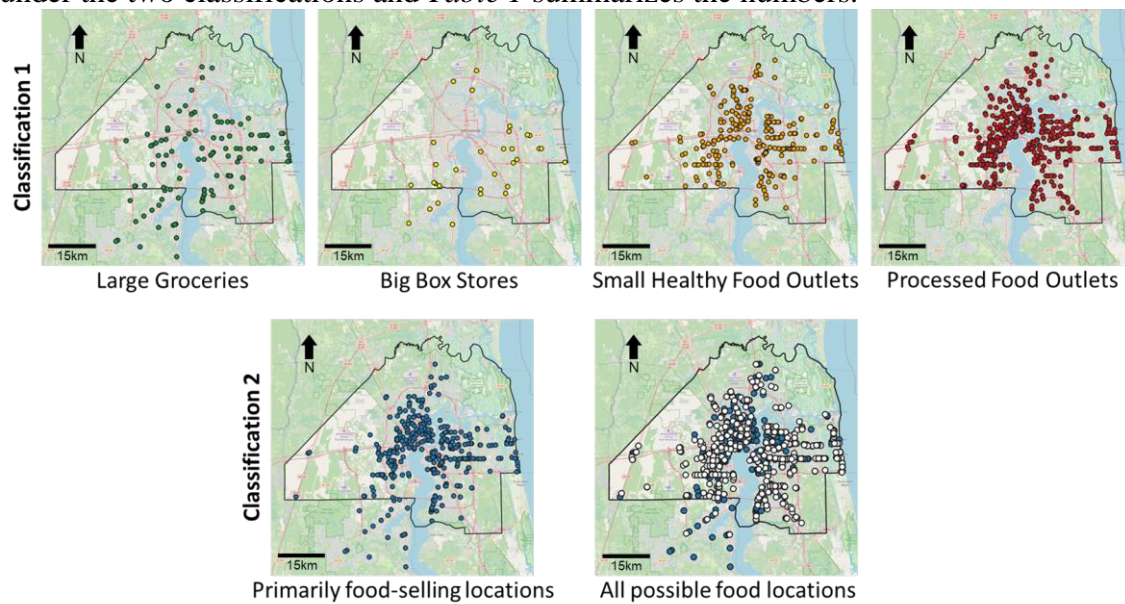 under the two classifications and Table 1 summarizes the numbers.
Classification 1
N
15km
Large Groceries
N
15km
Big Box Stores
N
15km
Small Healthy Food Outlets
N
15km
Processed Food Outlets
Classification 2
N
15km
Primarily food-selling locations
N
15km
All possible food locations